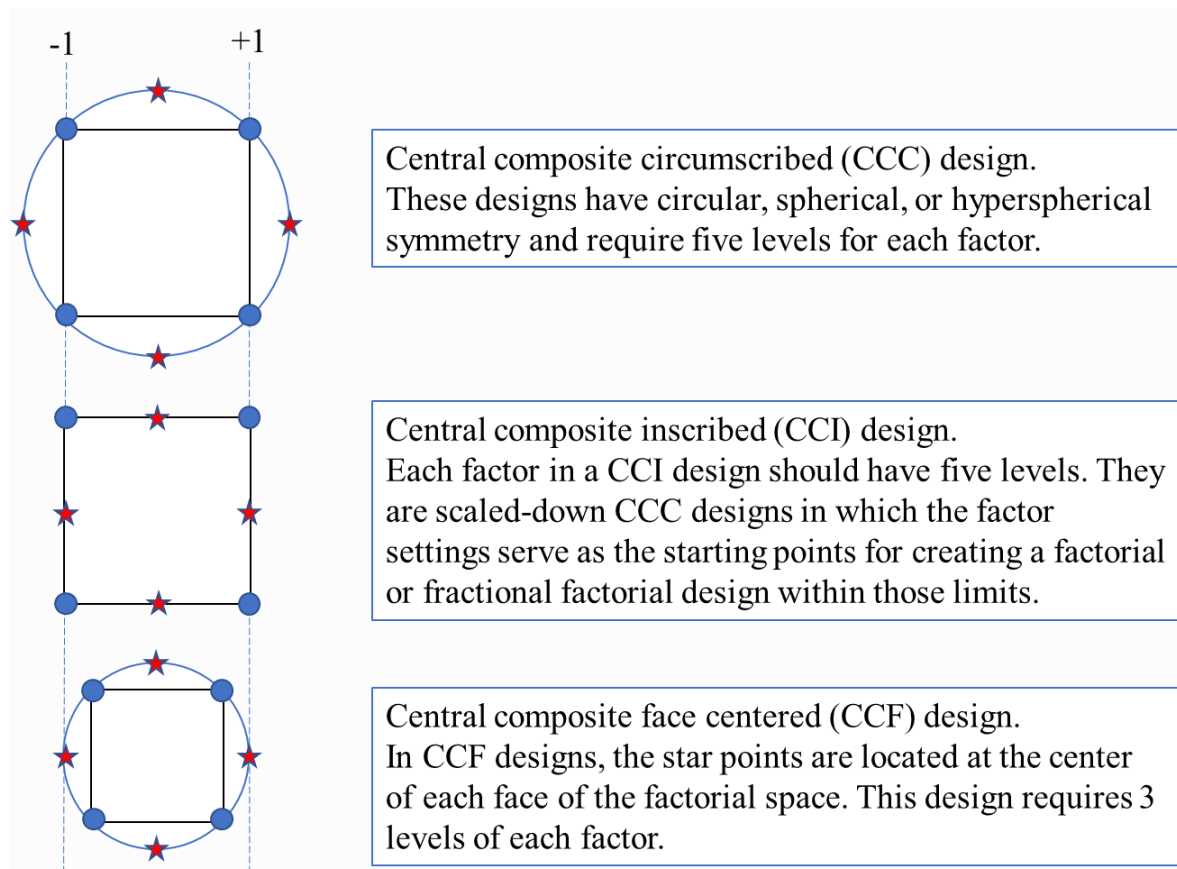 -1 +1
Central composite circumscribed (CCC) design.
These designs have circular, spherical, or hyperspherical
symmetry and require five levels for each factor.
Central composite inscribed (CCI) design.
Each factor in a CCI design should have five levels. They
are scaled-down CCC designs in which the factor
settings serve as the starting points for creating a factorial
or fractional factorial design within those limits.
Central composite face centered (CCF) design.
In CCF designs, the star points are located at the center
of each face of the factorial space. This design requires 3
levels of each factor.